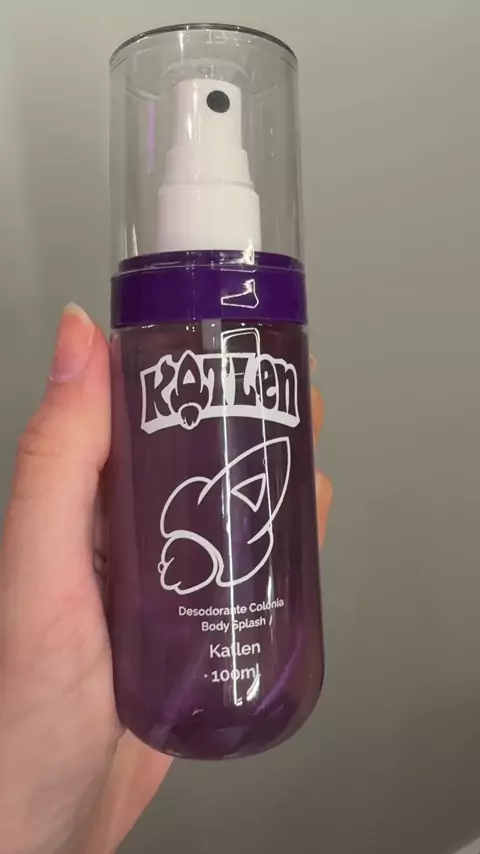 KATLen
Desodorante Colônia
Body Splash
Katlen
100ml